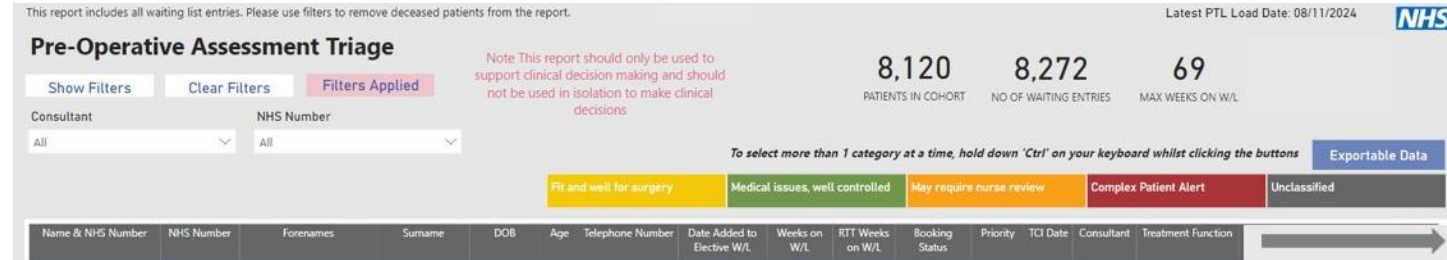 This report includes all waiting list entries. Please use filters to remove deceased patients from the report.
Latest PTL Load Date: 08/11/2024
NHS
Pre-Operative Assessment Triage
Note This report should only be used to
support clinical decision making and should
not be used in isolation to make clinical
decisions
8,120
PATIENTS IN COHORT
8,272
NO OF WAITING ENTRIES
69
MAX WEEKS ON W/L
Show Filters
Clear Filters
Filters Applied
Consultant
NHS Number
All
All
To select more than 1 category at a time, hold down 'Ctrl' on your keyboard whilst clicking the buttons
Exportable Data
Fit and well for surgery
Medical issues, well controlled
May require nurse review
Complex Patient Alert
Unclassified
Name & NHS Number
NHS Number
Forenames
Surname
DOB
Age
Telephone Number
Date Added to
Elective W/L
Weeks on
W/L
RTT Weeks
on W/L
Booking
Status
Priority
TCI Date
Consultant
Treatment Function